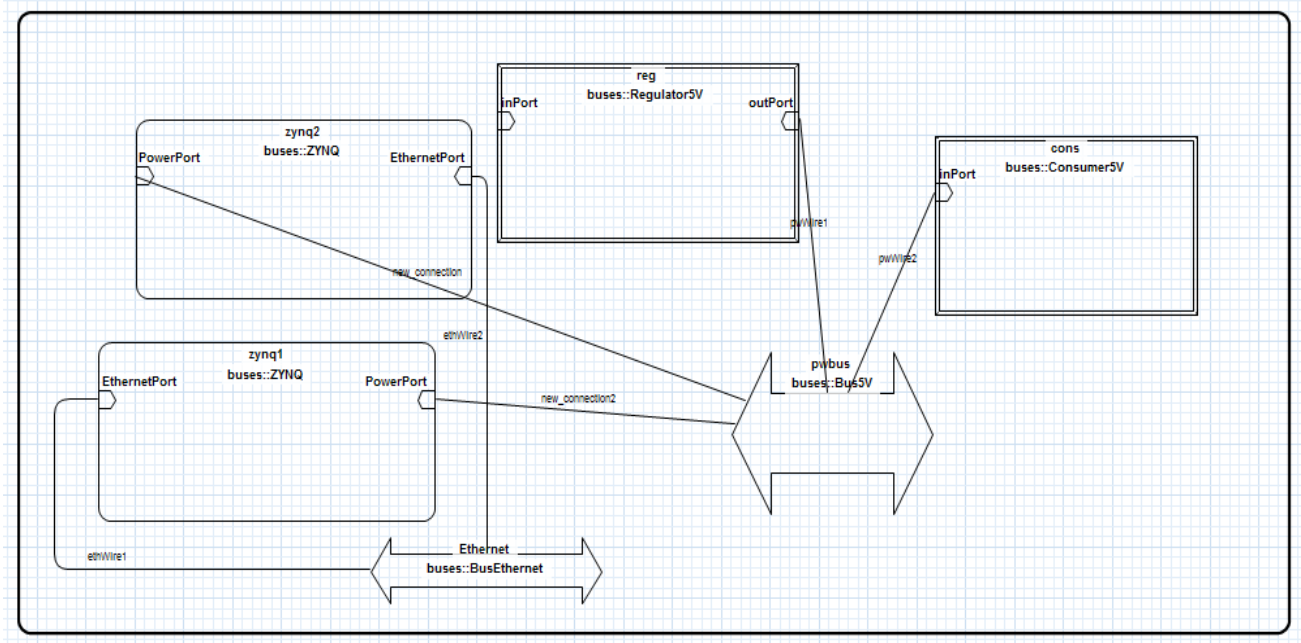 reg
buses::Regulator5V
inPort
outPort
zynq2
buses::ZYNQ
PowerPort
EthernetPort
cons
buses::Consumer5V
inPort
pwWire1
pwWire2
new_connection
ethWire2
zynq1
buses::ZYNQ
EthernetPort
PowerPort
pwbus
buses::Bus5V
new_connection2
ethWire1
Ethernet
buses::BusEthernet